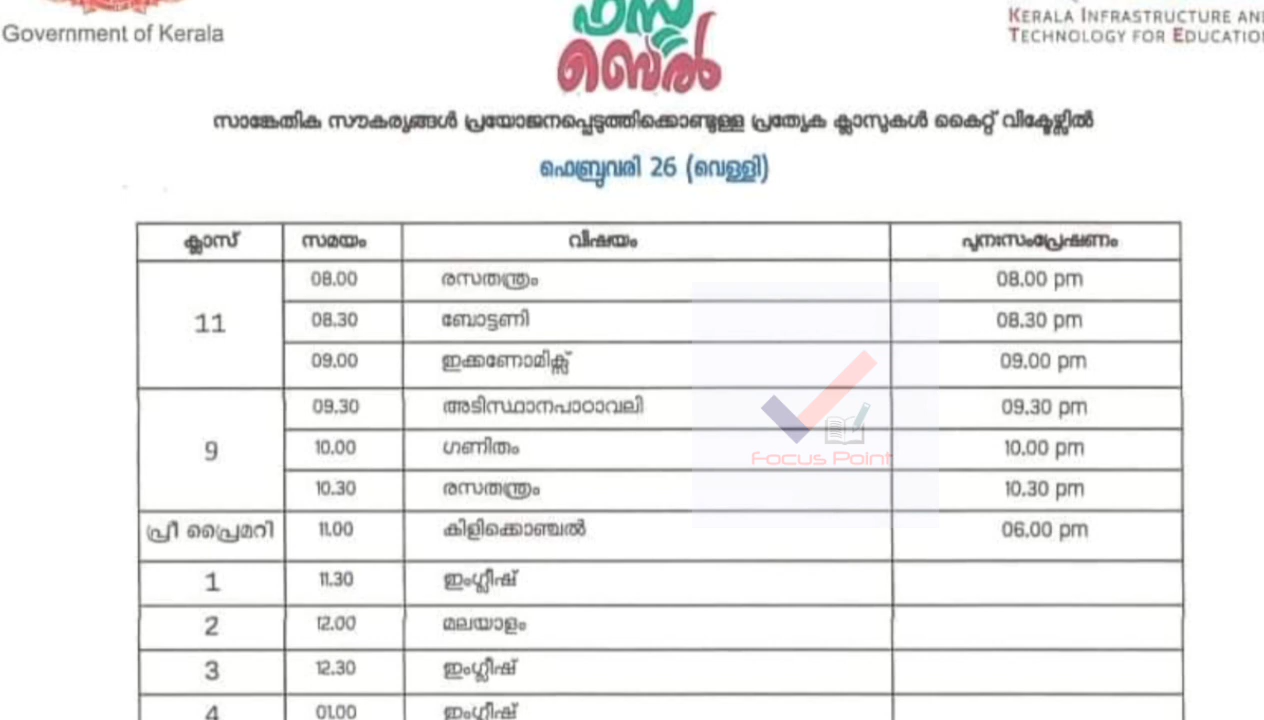 Government of Kerala
ഫസ്റ്റ്
ബെൽ
KERALA INFRASTRUCTURE AND
TECHNOLOGY FOR EDUCATION
സാങ്കേതിക സൗകര്യങ്ങൾ പ്രയോജനപ്പെടുത്തിക്കൊണ്ടുള്ള പ്രത്യേക ക്ലാസുകൾ കൈറ്റ് വിക്ടേഴ്സിൽ
ഫെബ്രുവരി 26 (വെള്ളി)
ക്ലാസ് സമയം വിഷയം പുനഃസംപ്രേഷണം
11
08.00 രസതന്ത്രം 08.00 pm
08.30 ബോട്ടണി 08.30 pm
09.00 ഇക്കണോമിക്സ് 09.00 pm
9
09.30 അടിസ്ഥാനപാഠാവലി 09.30 pm
10.00 ഗണിതം 10.00 pm
10.30 രസതന്ത്രം 10.30 pm
Focus Point
പ്രീ പ്രൈമറി 11.00 കിളിക്കൊഞ്ചൽ 06.00 pm
1 11.30 ഇംഗ്ലീഷ്
2 12.00 മലയാളം
3 12.30 ഇംഗ്ലീഷ്
4 01.00 ഇംഗ്ലീഷ്